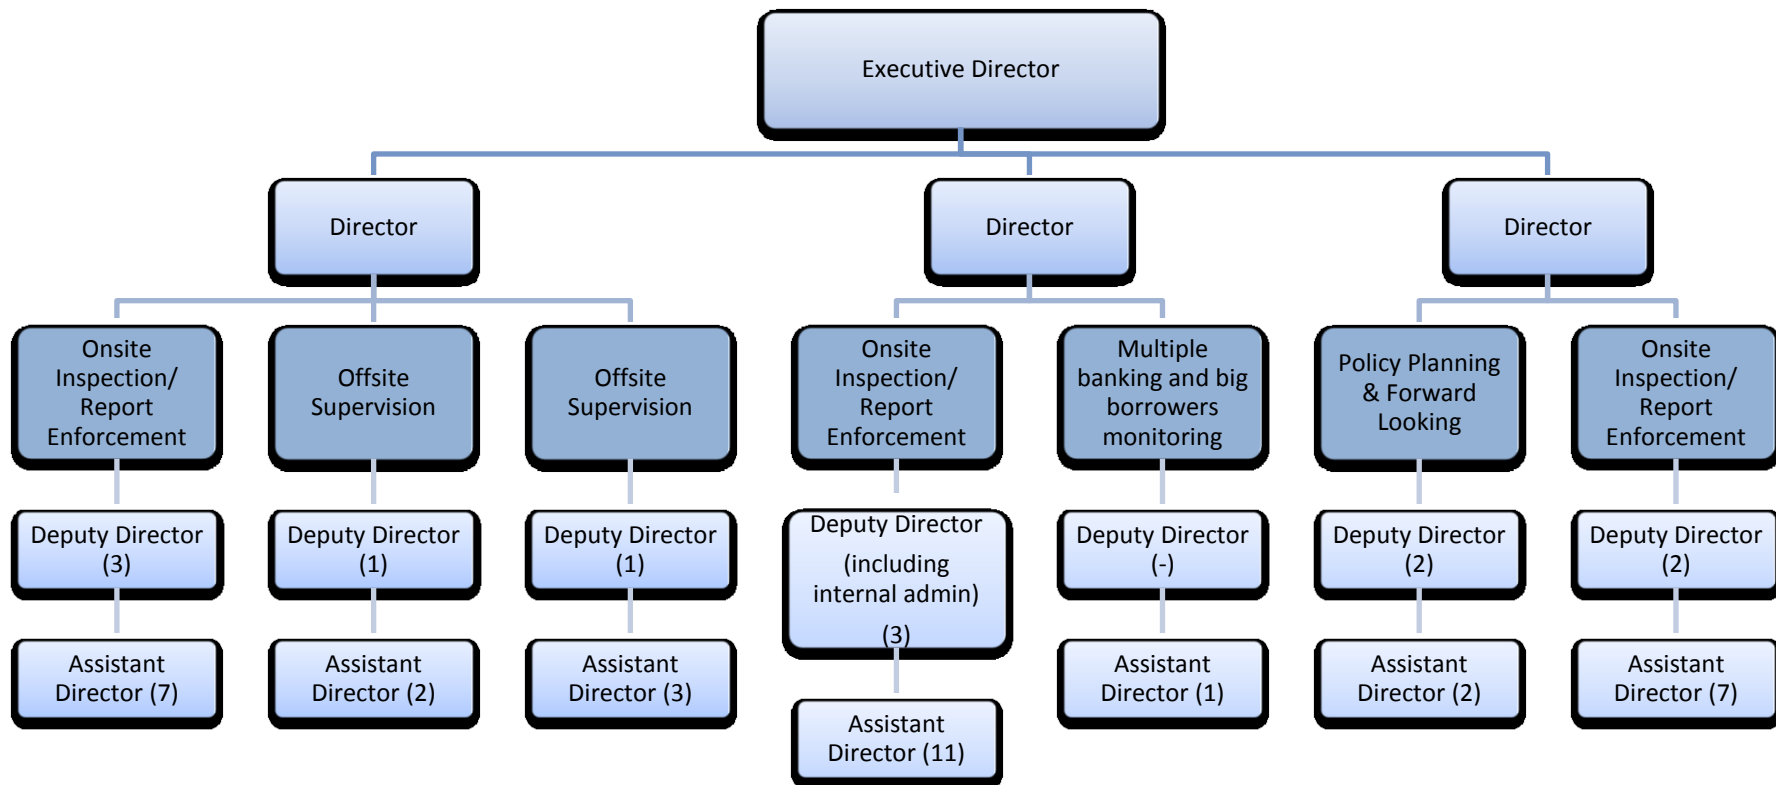 Executive Director
Director
Director
Director
Onsite
Inspection/
Report
Enforcement
Offsite
Supervision
Offsite
Supervision
Onsite
Inspection/
Report
Enforcement
Multiple
banking and big
borrowers
monitoring
Policy Planning
& Forward
Looking
Onsite
Inspection/
Report
Enforcement
Deputy Director
(3)
Deputy Director
(1)
Deputy Director
(1)
Deputy Director
(including
internal admin)
(3)
Deputy Director
(-)
Deputy Director
(2)
Deputy Director
(2)
Assistant
Director (7)
Assistant
Director (2)
Assistant
Director (3)
Assistant
Director (11)
Assistant
Director (1)
Assistant
Director (2)
Assistant
Director (7)